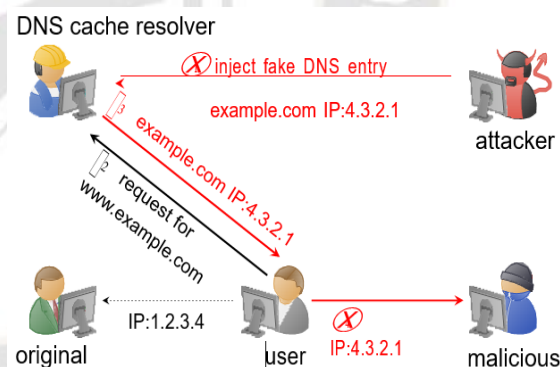 DNS cache resolver
X inject fake DNS entry
example.com IP:4.3.2.1
attacker
3
example.com IP:4.3.2.1
2
request for
www.example.com
IP:1.2.3.4
X
IP:4.3.2.1
original
user
malicious